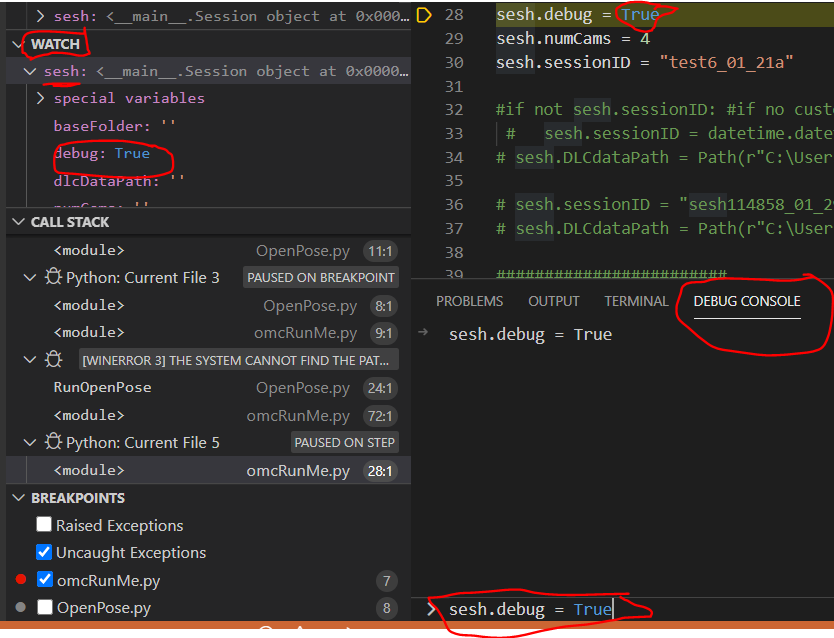 sesh: <__main__.Session object at 0x000…
WATCH
sesh: <__main__.Session object at 0x0000…
special variables
baseFolder: ''
debug: True
dlcDataPath: ''
numCams: ''
CALL STACK
<module> OpenPose.py 11:1
Python: Current File 3 PAUSED ON BREAKPOINT
<module> OpenPose.py 8:1
<module> omcRunMe.py 9:1
[WINERROR 3] THE SYSTEM CANNOT FIND THE PAT…
RunOpenPose OpenPose.py 24:1
<module> omcRunMe.py 72:1
Python: Current File 5 PAUSED ON STEP
<module> omcRunMe.py 28:1
BREAKPOINTS
Raised Exceptions
Uncaught Exceptions
omcRunMe.py 7
OpenPose.py 8
28 sesh.debug = True
29 sesh.numCams = 4
30 sesh.sessionID = "test6_01_21a"
31
32 #if not sesh.sessionID: #if no cust
33 # sesh.sessionID = datetime.date
34 # sesh.DLCdataPath = Path(r"C:\User
35
36 # sesh.sessionID = "sesh114858_01_2
37 # sesh.DLCdataPath = Path(r"C:\User
38
39 ########################
PROBLEMS OUTPUT TERMINAL DEBUG CONSOLE
sesh.debug = True
sesh.debug = True